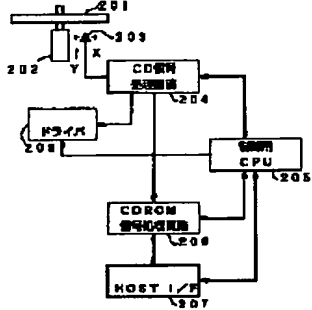 201
203
202
X
Y
CD信号
処理回路
204
ドライバ
208
制御用
CPU
205
CDROM
信号処理回路
206
HOST I/F
207